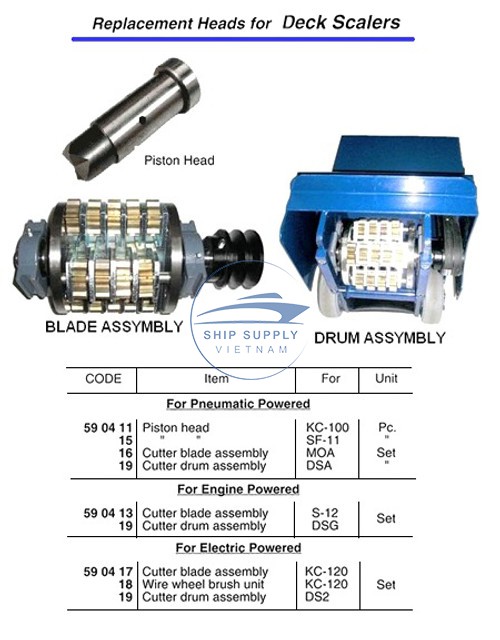 Replacement Heads for Deck Scalers
Piston Head
BLADE ASSYMBLY
SHIP SUPPLY
VIETNAM
DRUM ASSYMBLY
CODE Item For Unit
For Pneumatic Powered
59 04 11 Piston head KC-100 Pc.
15 " " SF-11 "
16 Cutter blade assembly MOA Set
19 Cutter drum assembly DSA "
For Engine Powered
59 04 13 Cutter blade assembly S-12 Set
19 Cutter drum assembly DSG
For Electric Powered
59 04 17 Cutter blade assembly KC-120
18 Wire wheel brush unit KC-120 Set
19 Cutter drum assembly DS2